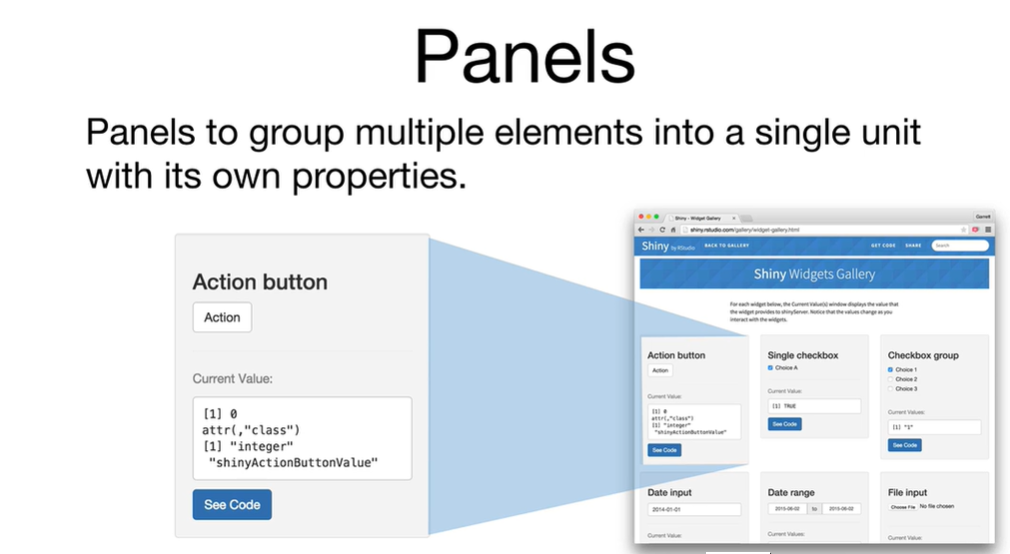 Panels
Panels to group multiple elements into a single unit
with its own properties.
Action button
Action
Current Value:
[1] 0
attr(,"class")
[1] "integer"
"shinyActionButtonValue"
See Code
Shiny - Widget Gallery
Garrett
shiny.rstudio.com/gallery/widget-gallery.html
Shiny by RStudio BACK TO GALLERY GET CODE SHARE Search
Shiny Widgets Gallery
For each widget below, the Current Value(s) window displays the value that
the widget provides to shinyServer. Notice that the values change as you
interact with the widgets.
Action button
Action
Current Value:
[1] 0
attr(,"class")
[1] "integer"
"shinyActionButtonValue"
See Code
Single checkbox
Choice A
Current Value:
[1] TRUE
See Code
Checkbox group
Choice 1
Choice 2
Choice 3
Current Values:
[1] "1"
See Code
Date input
2014-01-01
Current Value:
Date range
2015-06-02 to 2015-06-02
Current Values:
File input
Choose File No file chosen
Current Value: